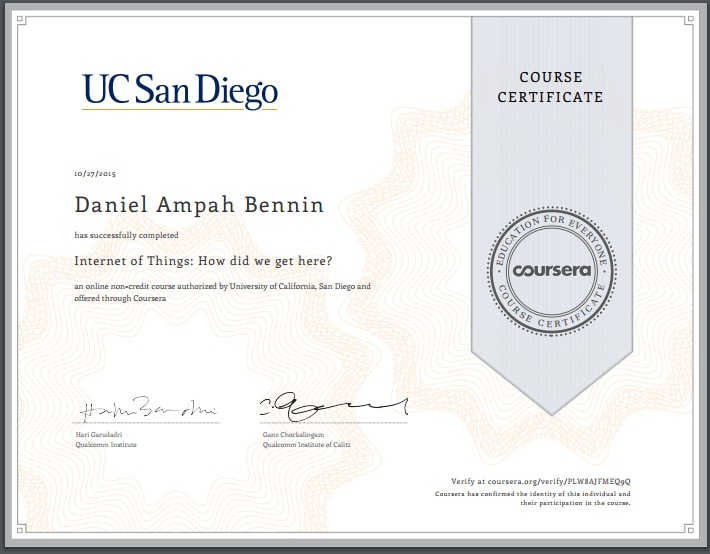 UC San Diego
COURSE
CERTIFICATE
10/27/2015
Daniel Ampah Bennin
has successfully completed
Internet of Things: How did we get here?
an online non-credit course authorized by University of California, San Diego and
offered through Coursera
EDUCATION FOR EVERYONE
coursera
COURSE CERTIFICATE
Hari Garudadri
Qualcomm Institute
Ganz Chockalingam
Qualcomm Institute of Calit2
Verify at coursera.org/verify/PLW8AJFMEQ9Q
Coursera has confirmed the identity of this individual and
their participation in the course.